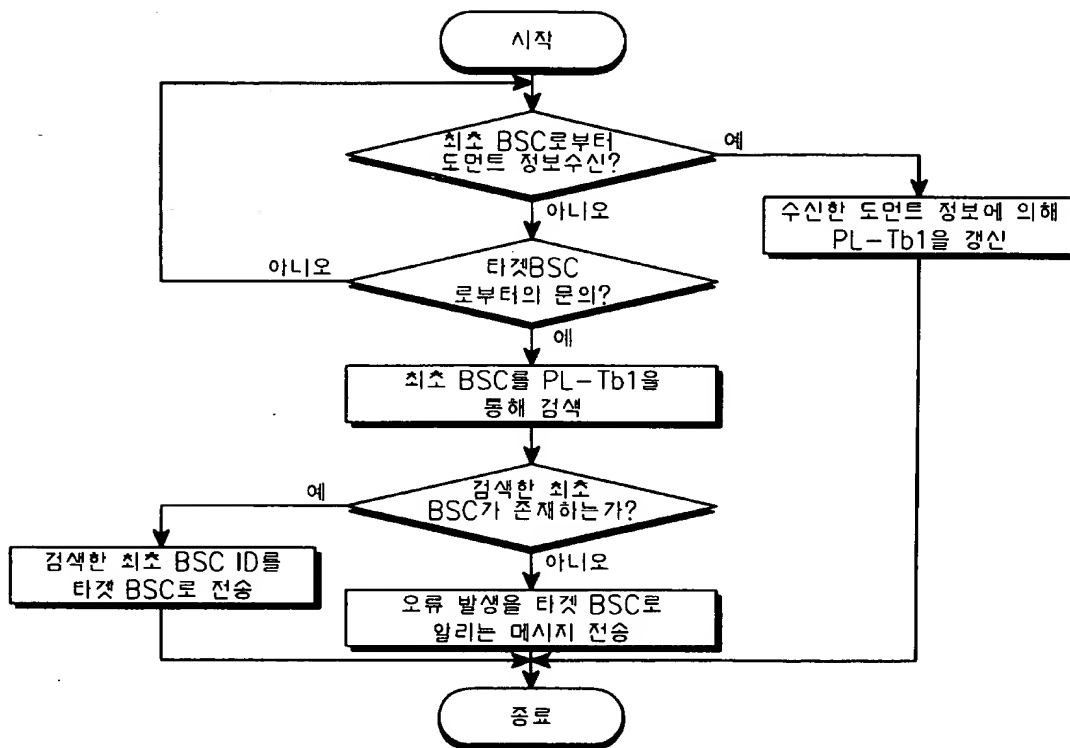 시작
최초 BSC로부터
도먼트 정보수신?
예
아니오
수신한 도먼트 정보에 의해
PL-Tb1을 갱신
타겟BSC
로부터의 문의?
아니오
에
최초 BSC를 PL-Tb1을
통해 검색
검색한 최초
BSC가 존재하는가?
예
아니오
검색한 최초 BSC ID를
타겟 BSC로 전송
오류 발생을 타겟 BSC로
알리는 메시지 전송
종료